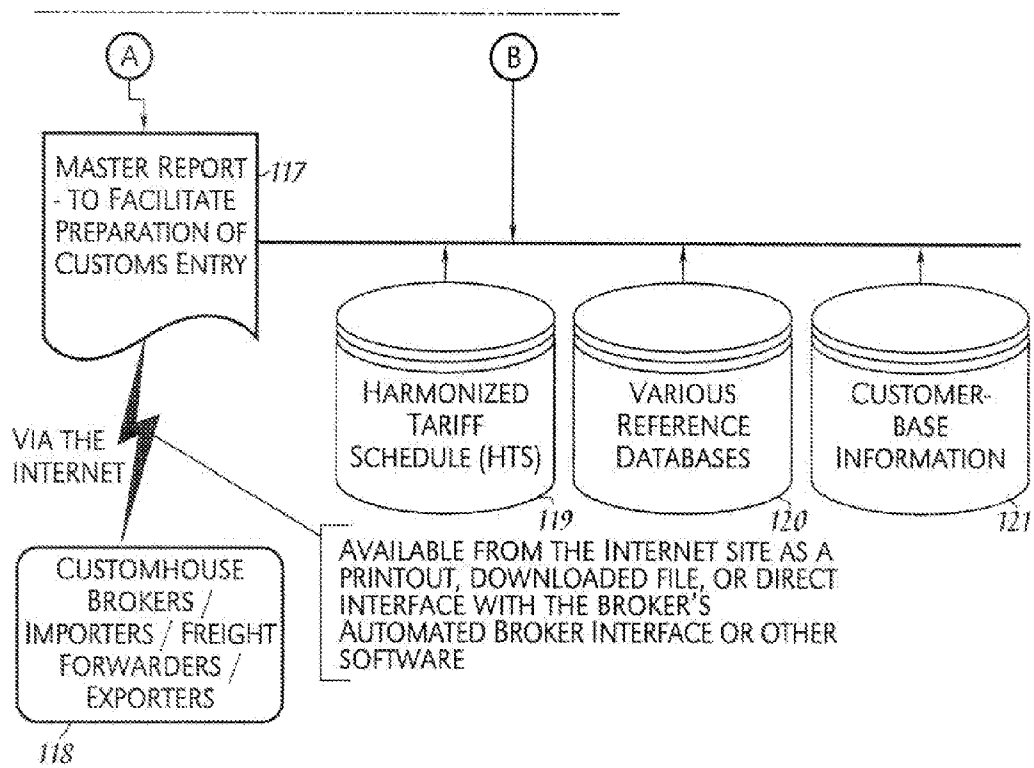 A
B
MASTER REPORT
- TO FACILITATE
PREPARATION OF
CUSTOMS ENTRY
117
HARMONIZED
TARIFF
SCHEDULE (HTS)
119
VARIOUS
REFERENCE
DATABASES
120
CUSTOMER-
BASE
INFORMATION
121
VIA THE
INTERNET
AVAILABLE FROM THE INTERNET SITE AS A
PRINTOUT, DOWNLOADED FILE, OR DIRECT
INTERFACE WITH THE BROKER'S
AUTOMATED BROKER INTERFACE OR OTHER
SOFTWARE
CUSTOMHOUSE
BROKERS /
IMPORTERS / FREIGHT
FORWARDERS /
EXPORTERS
118